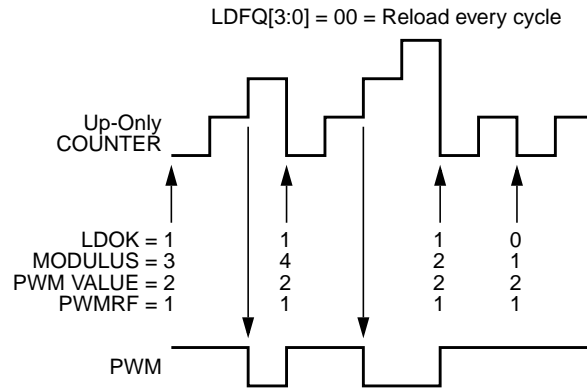 LDFQ[3:0] = 00 = Reload every cycle
Up-Only
COUNTER
LDOK = 1 1 1 0
MODULUS = 3 4 2 1
PWM VALUE = 2 2 2 2
PWMRF = 1 1 1 1
PWM